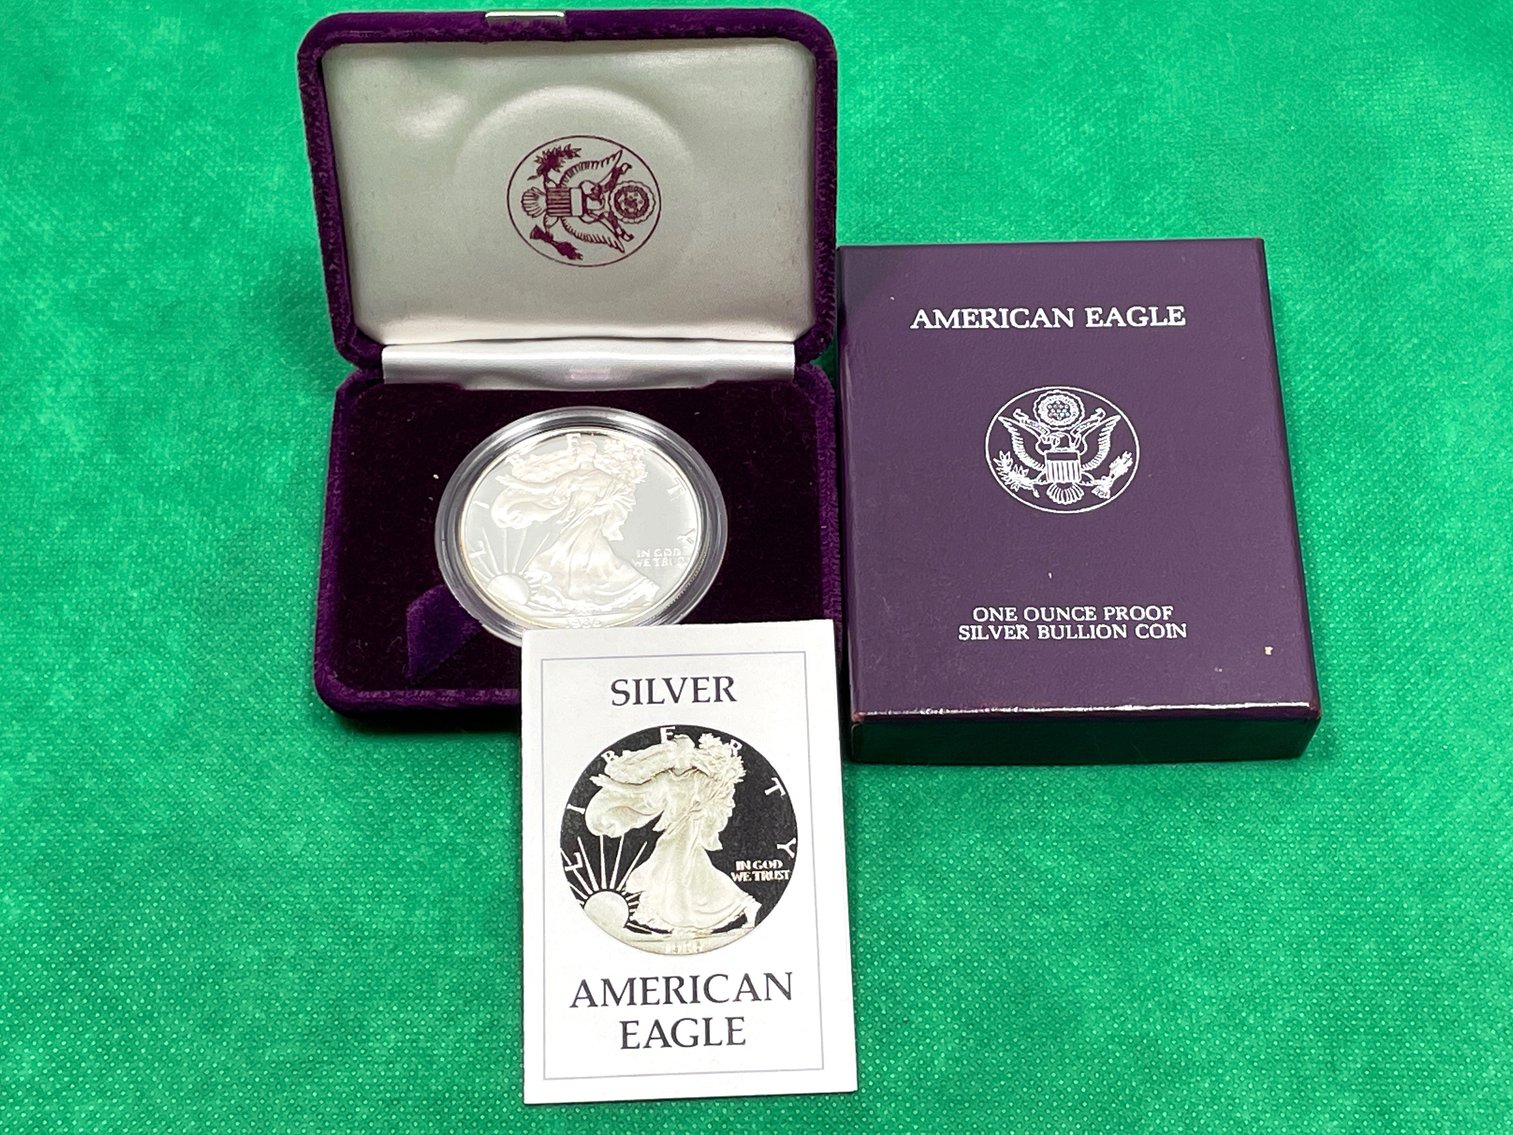 AMERICAN EAGLE
ONE OUNCE PROOF
SILVER BULLION COIN
LIBERTY
IN GOD
WE TRUST
SILVER
LIBERTY
IN GOD
WE TRUST
AMERICAN
EAGLE